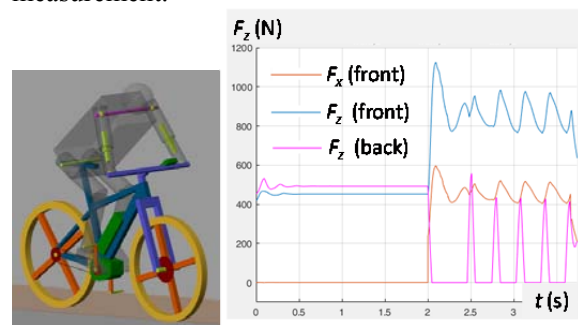 measurement.
F_z (N)
1200
1000
800
600
400
200
0
F_x (front)
F_z (front)
F_z (back)
0 0.5 1 1.5 2 2.5 3
t (s)